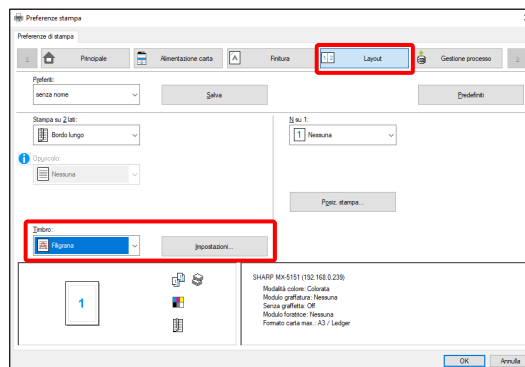 Preferenze stampa
Preferenze di stampa
Principale
Alimentazione carta
A
Finitura
1 2
Layout
Gestione processo
Preferiti:
senza nome
Salva
Predefiniti
Stampa su 2 lati:
Bordo lungo
N su 1:
1 Nessuna
Opuscolo:
Nessuna
Posiz. stampa...
Timbro:
Filigrana
Impostazioni...
1
SHARP MX-5151 (192.168.0.239)
Modalità colore: Colorata
Modulo graffatura: Nessuna
Senza graffetta: Off
Modulo foratrice: Nessuna
Formato carta max.: A3 / Ledger
OK
Annulla